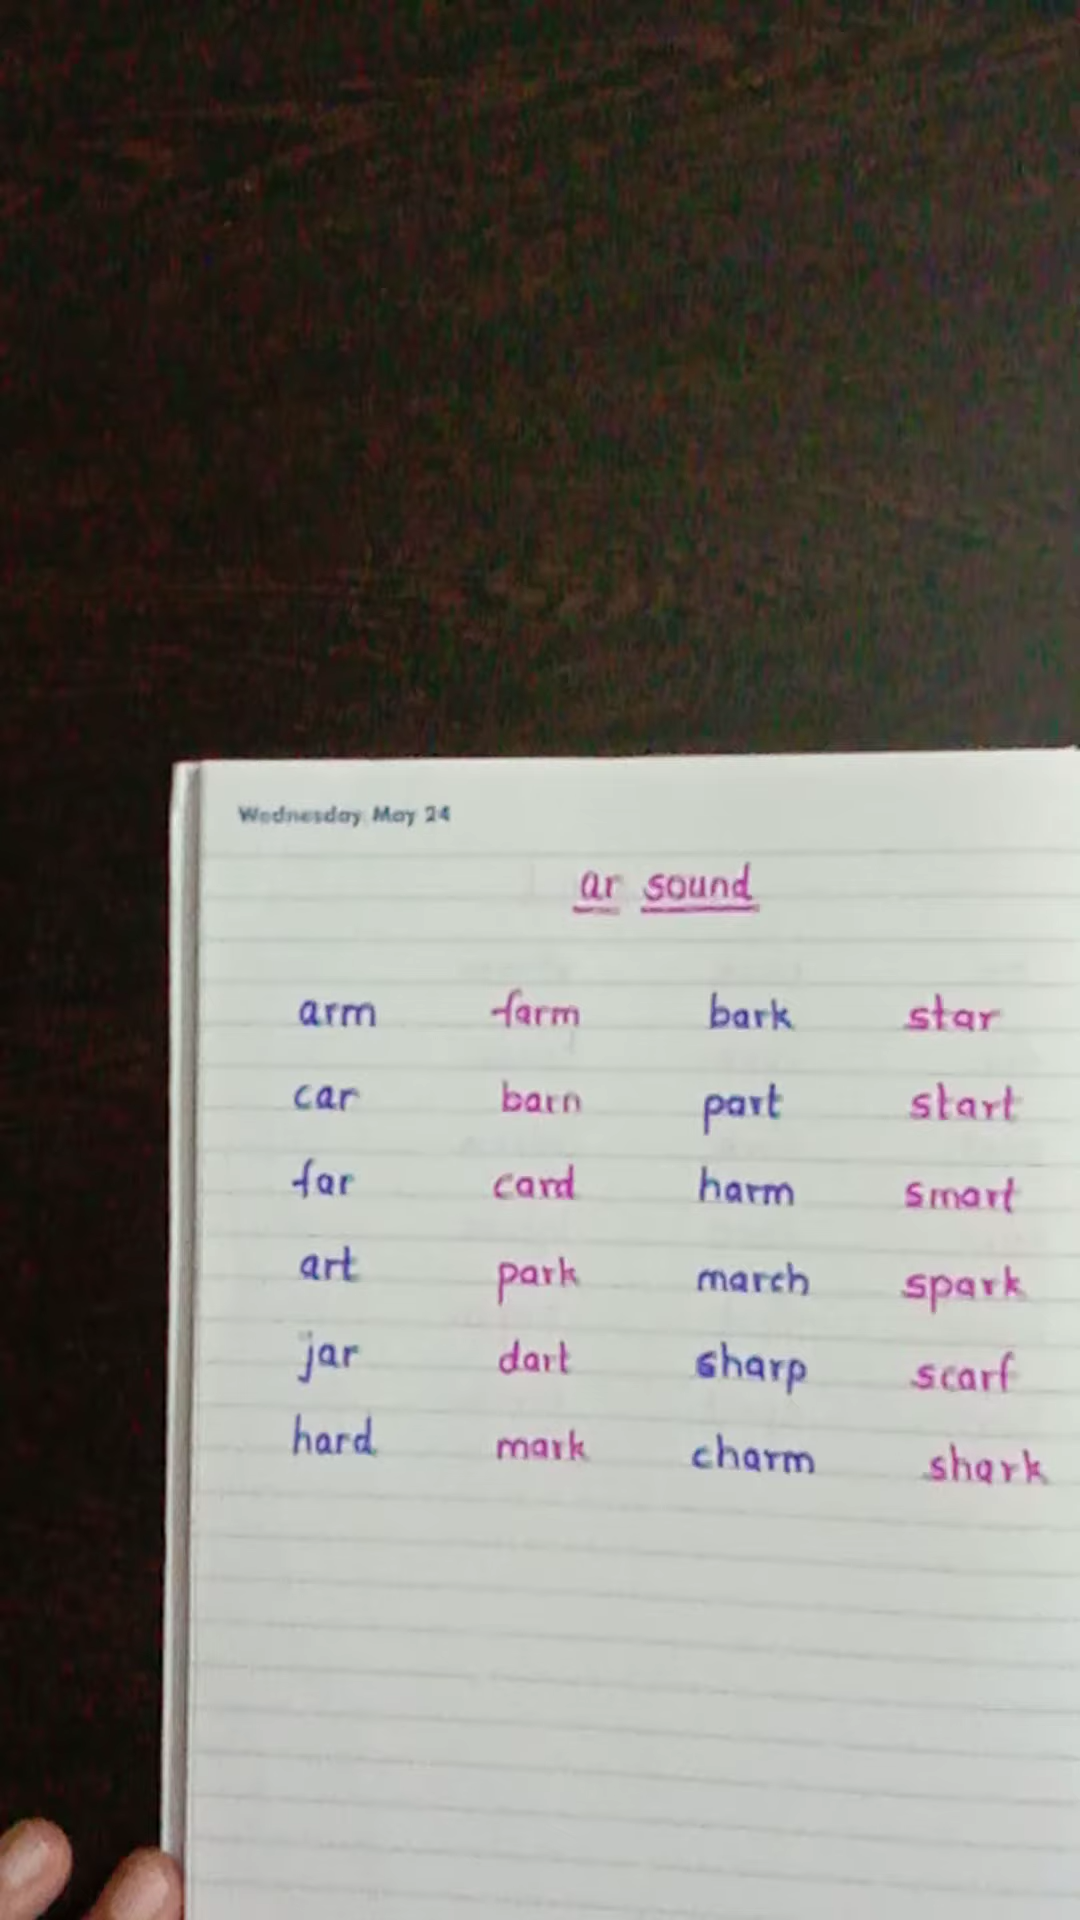 Wednesday, May 24
ar sound
arm farm bark star
car barn part start
far card harm smart
art park march spark
jar dart sharp scarf
hard mark charm shark